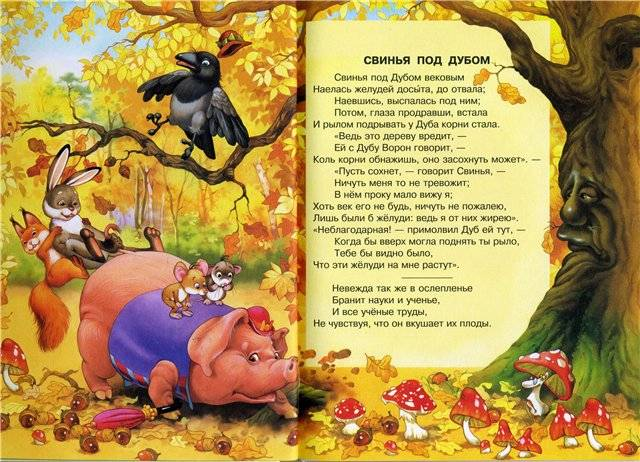 СВИНЬЯ ПОД ДУБОМ
Свинья под Дубом вековым
Наелась желудей досы́та, до отвала;
Наевшись, выспалась под ним;
Потом, глаза продравши, встала
И рылом подрывать у Дуба корни стала.
«Ведь это дереву вредит, —
Ей с Дубу Ворон говорит, —
Коль корни обнажишь, оно засохнуть может». —
«Пусть сохнет, — говорит Свинья, —
Ничуть меня то не тревожит;
В нём проку мало вижу я;
Хоть век его не будь, ничуть не пожалею,
Лишь были б жёлуди: ведь я от них жирею».
«Неблагодарная! — примолвил Дуб ей тут, —
Когда бы вверх могла поднять ты рыло,
Тебе бы видно было,
Что эти жёлуди на мне растут».
Невежда так же в ослепленье
Бранит науки и ученье,
И все учёные труды,
Не чувствуя, что он вкушает их плоды.